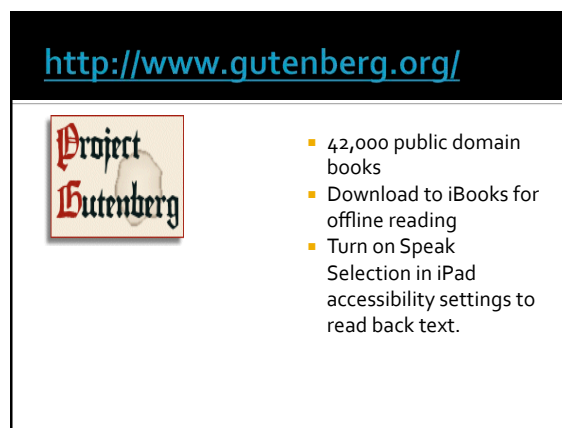 http://www.gutenberg.org/
Project
Gutenberg
42,000 public domain
books
Download to iBooks for
offline reading
Turn on Speak
Selection in iPad
accessibility settings to
read back text.